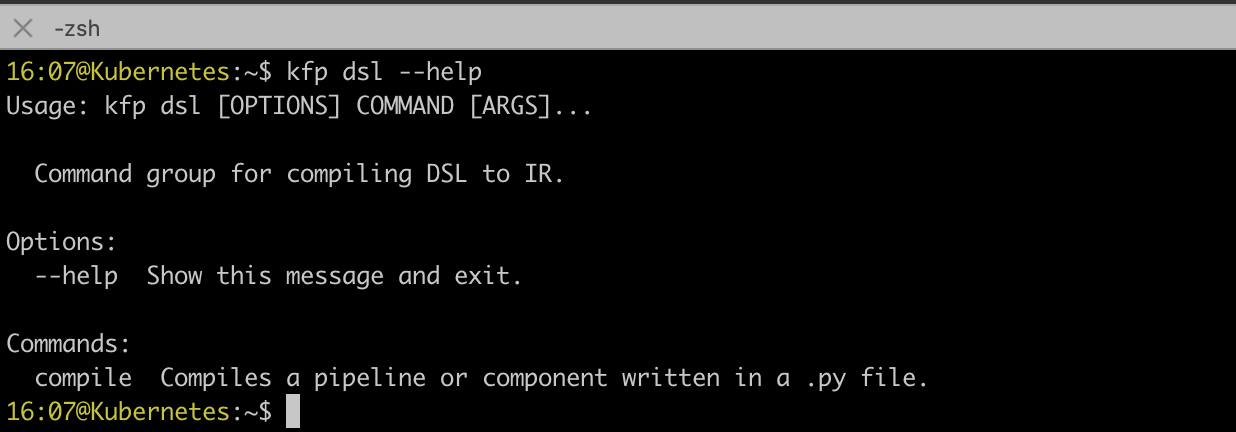 -zsh
16:07@Kubernetes:~$ kfp dsl --help
Usage: kfp dsl [OPTIONS] COMMAND [ARGS]...
Command group for compiling DSL to IR.
Options:
--help  Show this message and exit.
Commands:
compile  Compiles a pipeline or component written in a .py file.
16:07@Kubernetes:~$